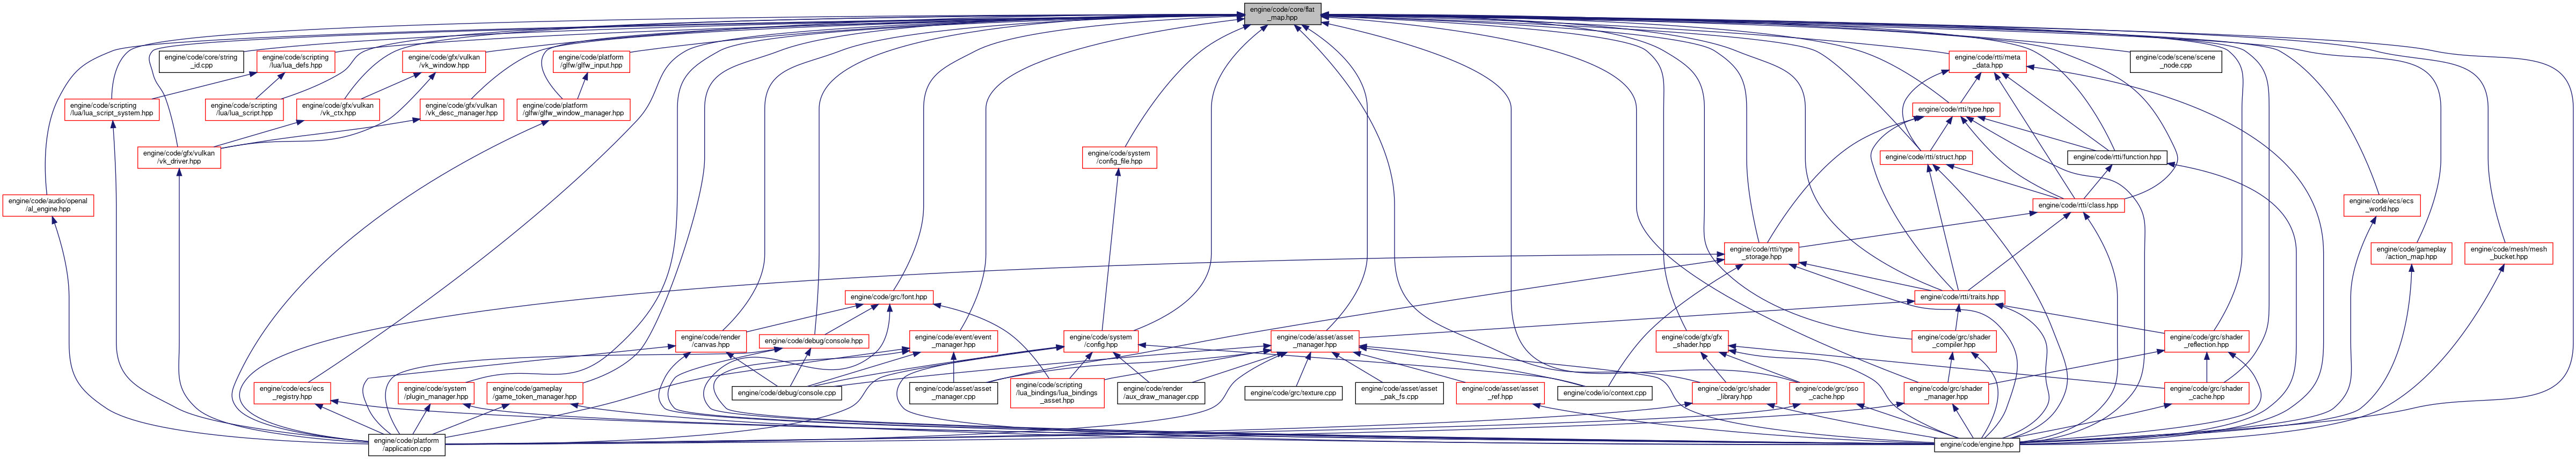 engine/code/core/flat
_map.hpp
engine/code/core/string
_id.cpp
engine/code/scripting
/lua/lua_defs.hpp
engine/code/gfx/vulkan
/vk_window.hpp
engine/code/platform
/glfw/glfw_input.hpp
engine/code/rtti/meta
_data.hpp
engine/code/scene/scene
_node.cpp
engine/code/scripting
/lua/lua_script_system.hpp
engine/code/scripting
/lua/lua_script.hpp
engine/code/gfx/vulkan
/vk_ctx.hpp
engine/code/gfx/vulkan
/vk_desc_manager.hpp
engine/code/platform
/glfw/glfw_window_manager.hpp
engine/code/rtti/type.hpp
engine/code/gfx/vulkan
/vk_driver.hpp
engine/code/system
/config_file.hpp
engine/code/rtti/struct.hpp
engine/code/rtti/function.hpp
engine/code/audio/openal
/al_engine.hpp
engine/code/rtti/class.hpp
engine/code/ecs/ecs
_world.hpp
engine/code/rtti/type
_storage.hpp
engine/code/gameplay
/action_map.hpp
engine/code/mesh/mesh
_bucket.hpp
engine/code/grc/font.hpp
engine/code/rtti/traits.hpp
engine/code/render
/canvas.hpp
engine/code/debug/console.hpp
engine/code/event/event
_manager.hpp
engine/code/system
/config.hpp
engine/code/asset/asset
_manager.hpp
engine/code/gfx/gfx
_shader.hpp
engine/code/grc/shader
_compiler.hpp
engine/code/grc/shader
_reflection.hpp
engine/code/ecs/ecs
_registry.hpp
engine/code/system
/plugin_manager.hpp
engine/code/gameplay
/game_token_manager.hpp
engine/code/debug/console.cpp
engine/code/asset/asset
_manager.cpp
engine/code/scripting
/lua_bindings/lua_bindings
_asset.hpp
engine/code/render
/aux_draw_manager.cpp
engine/code/grc/texture.cpp
engine/code/asset/asset
_pak_fs.cpp
engine/code/asset/asset
_ref.hpp
engine/code/io/context.cpp
engine/code/grc/shader
_library.hpp
engine/code/grc/pso
_cache.hpp
engine/code/grc/shader
_manager.hpp
engine/code/grc/shader
_cache.hpp
engine/code/platform
/application.cpp
engine/code/engine.hpp